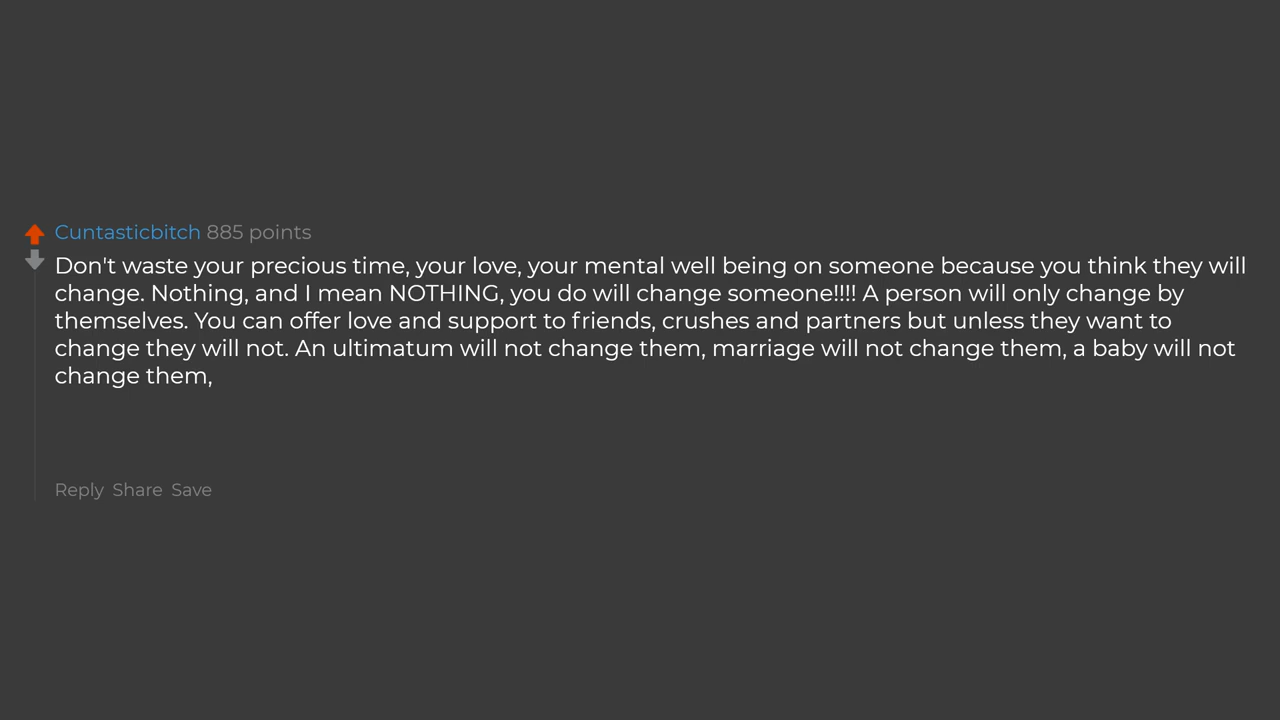 Cuntasticbitch 885 points
Don't waste your precious time, your love, your mental well being on someone because you think they will
change. Nothing, and I mean NOTHING, you do will change someone!!!! A person will only change by
themselves. You can offer love and support to friends, crushes and partners but unless they want to
change they will not. An ultimatum will not change them, marriage will not change them, a baby will not
change them,
Reply Share Save